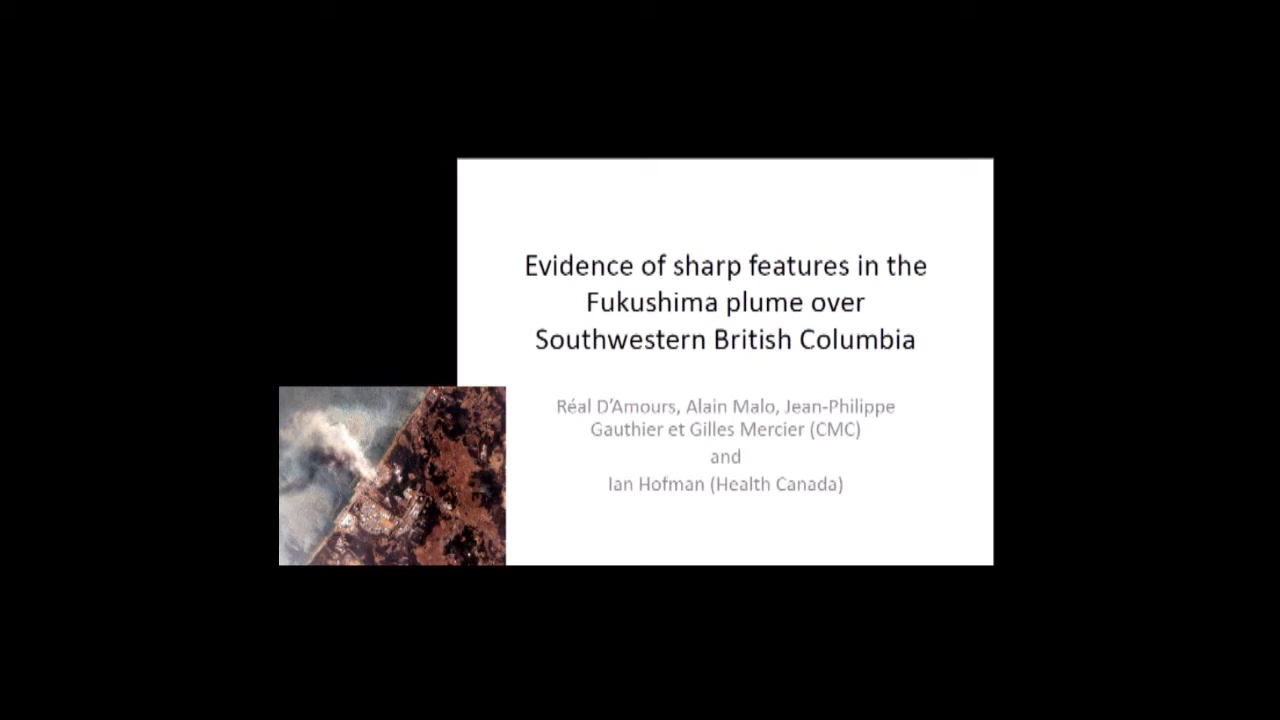 Evidence of sharp features in the
Fukushima plume over
Southwestern British Columbia
Réal D’Amours, Alain Malo, Jean-Philippe
Gauthier et Gilles Mercier (CMC)
and
Ian Hofman (Health Canada)